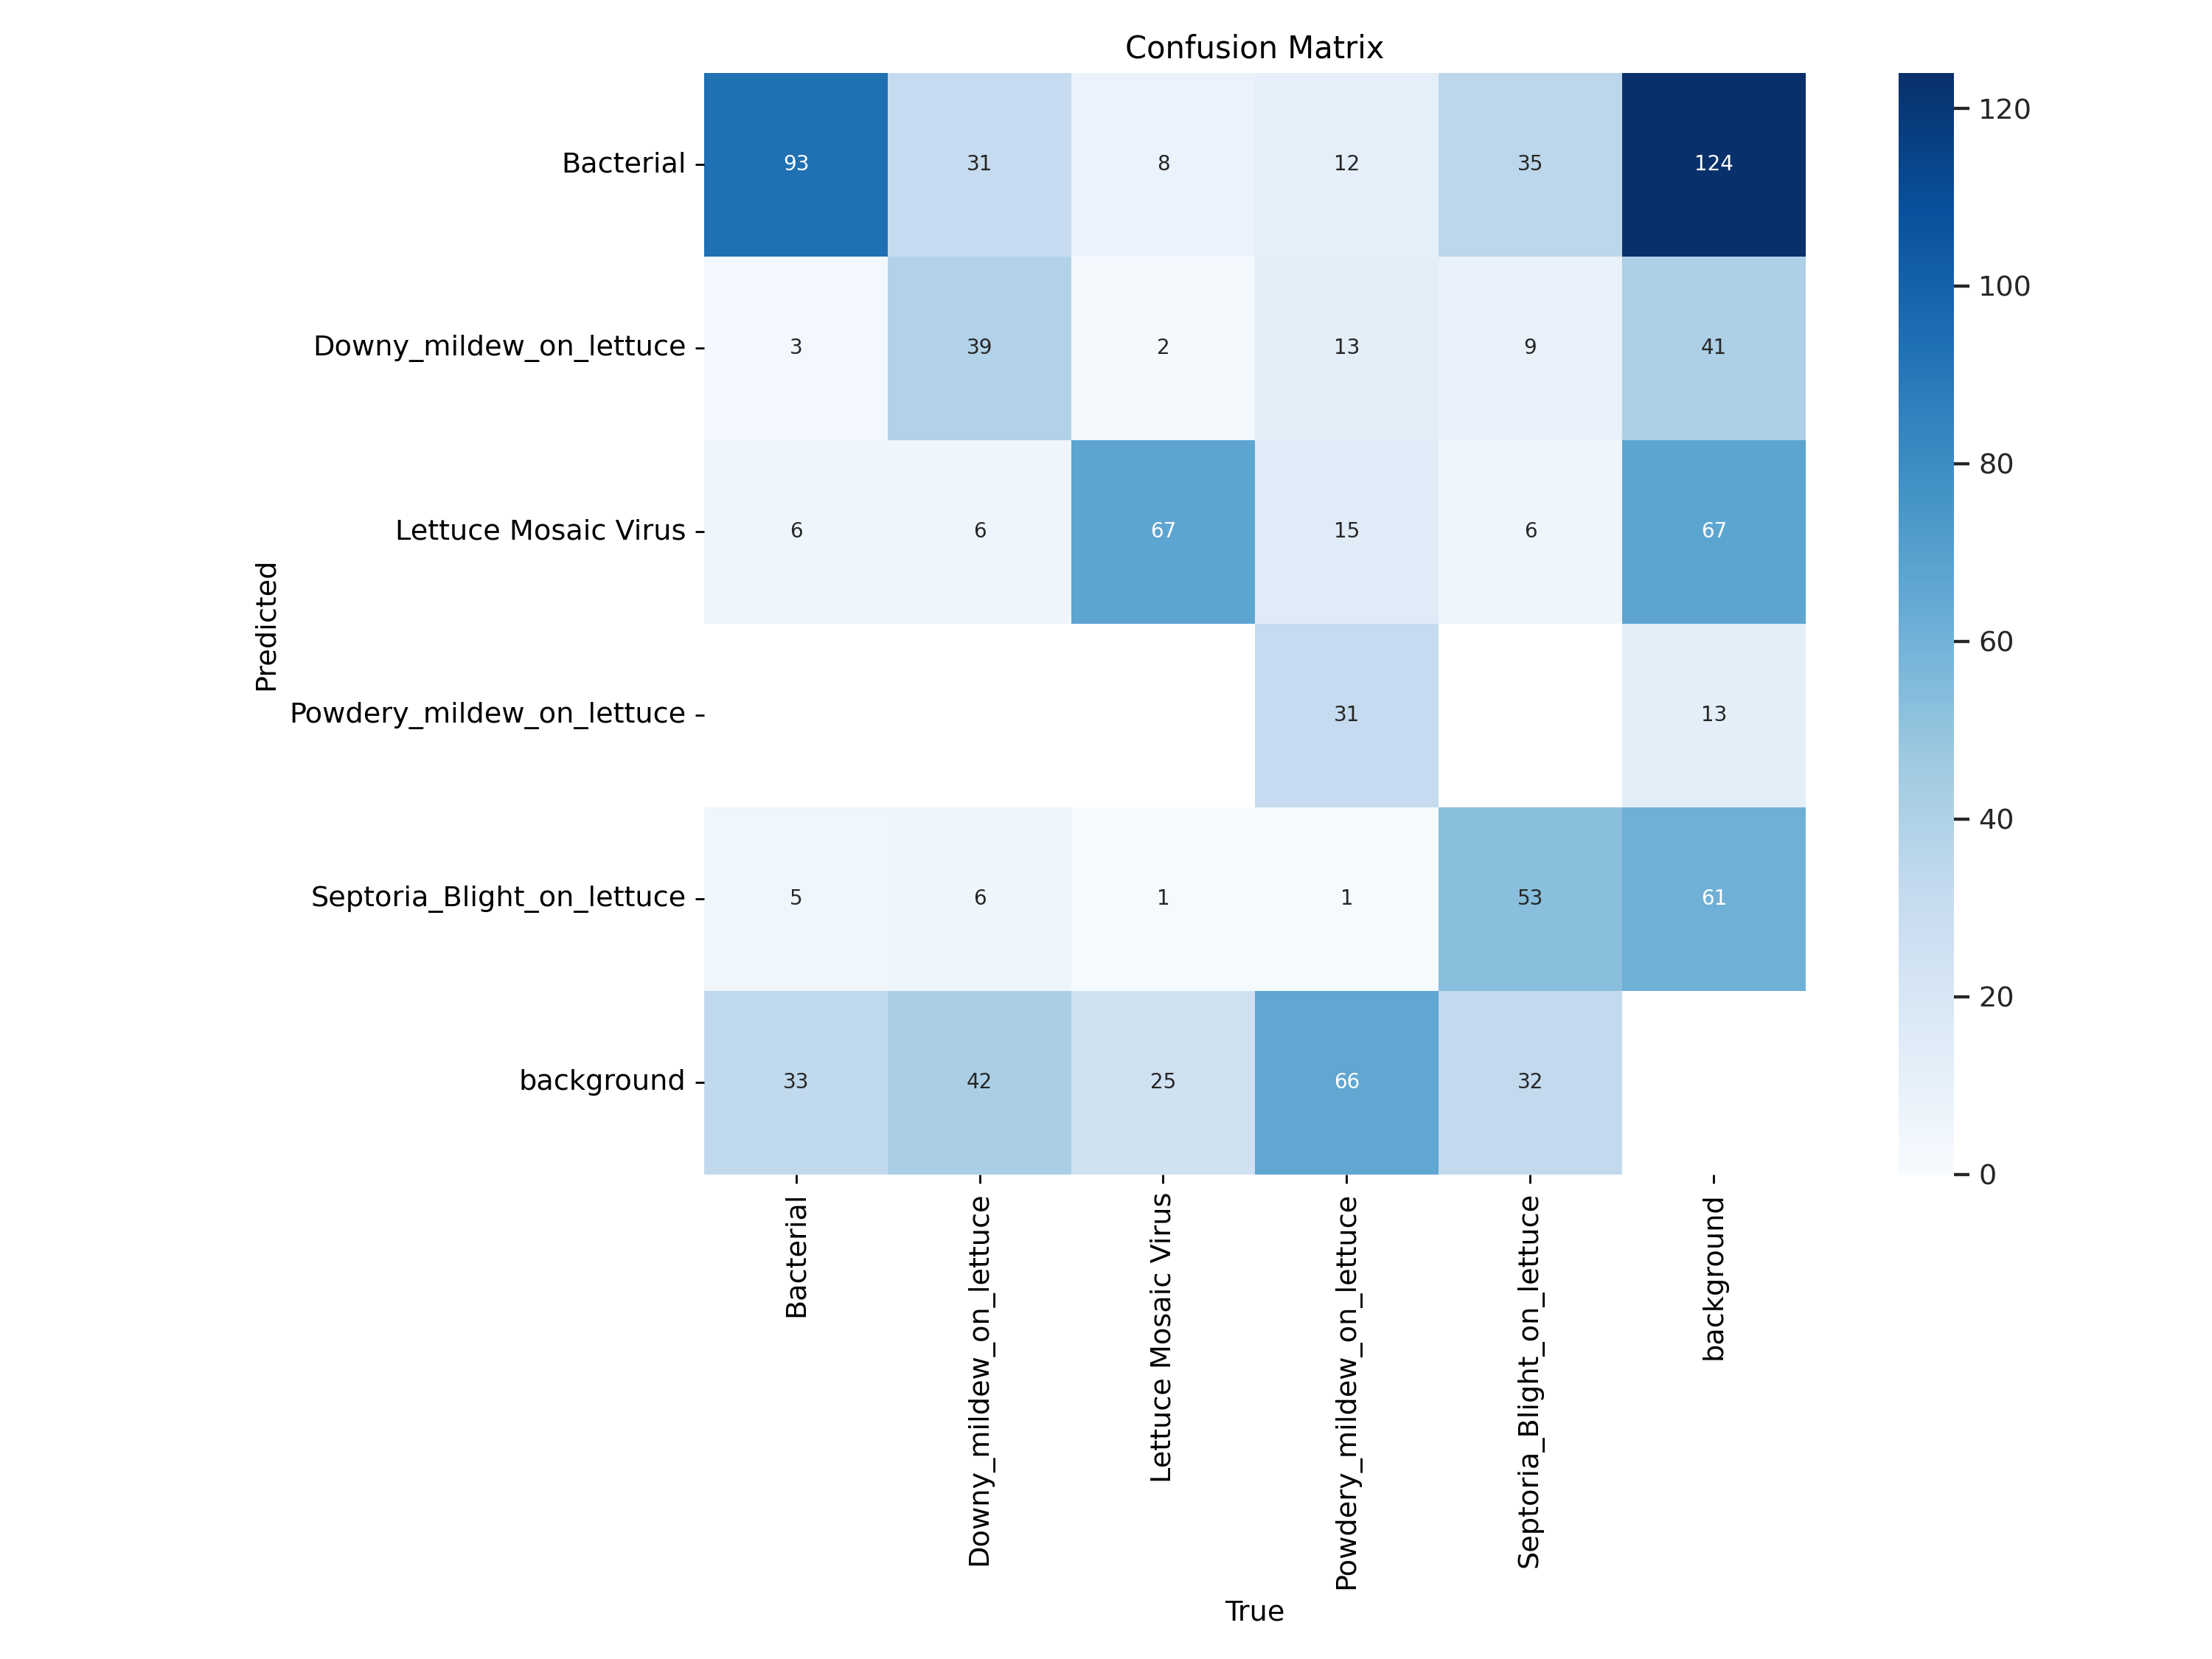 Confusion Matrix
Predicted
Bacterial 93 31 8 12 35 124
Downy_mildew_on_lettuce 3 39 2 13 9 41
Lettuce Mosaic Virus 6 6 67 15 6 67
Powdery_mildew_on_lettuce 31 13
Septoria_Blight_on_lettuce 5 6 1 1 53 61
background 33 42 25 66 32
Bacterial
Downy_mildew_on_lettuce
Lettuce Mosaic Virus
Powdery_mildew_on_lettuce
Septoria_Blight_on_lettuce
background
True
120
100
80
60
40
20
0